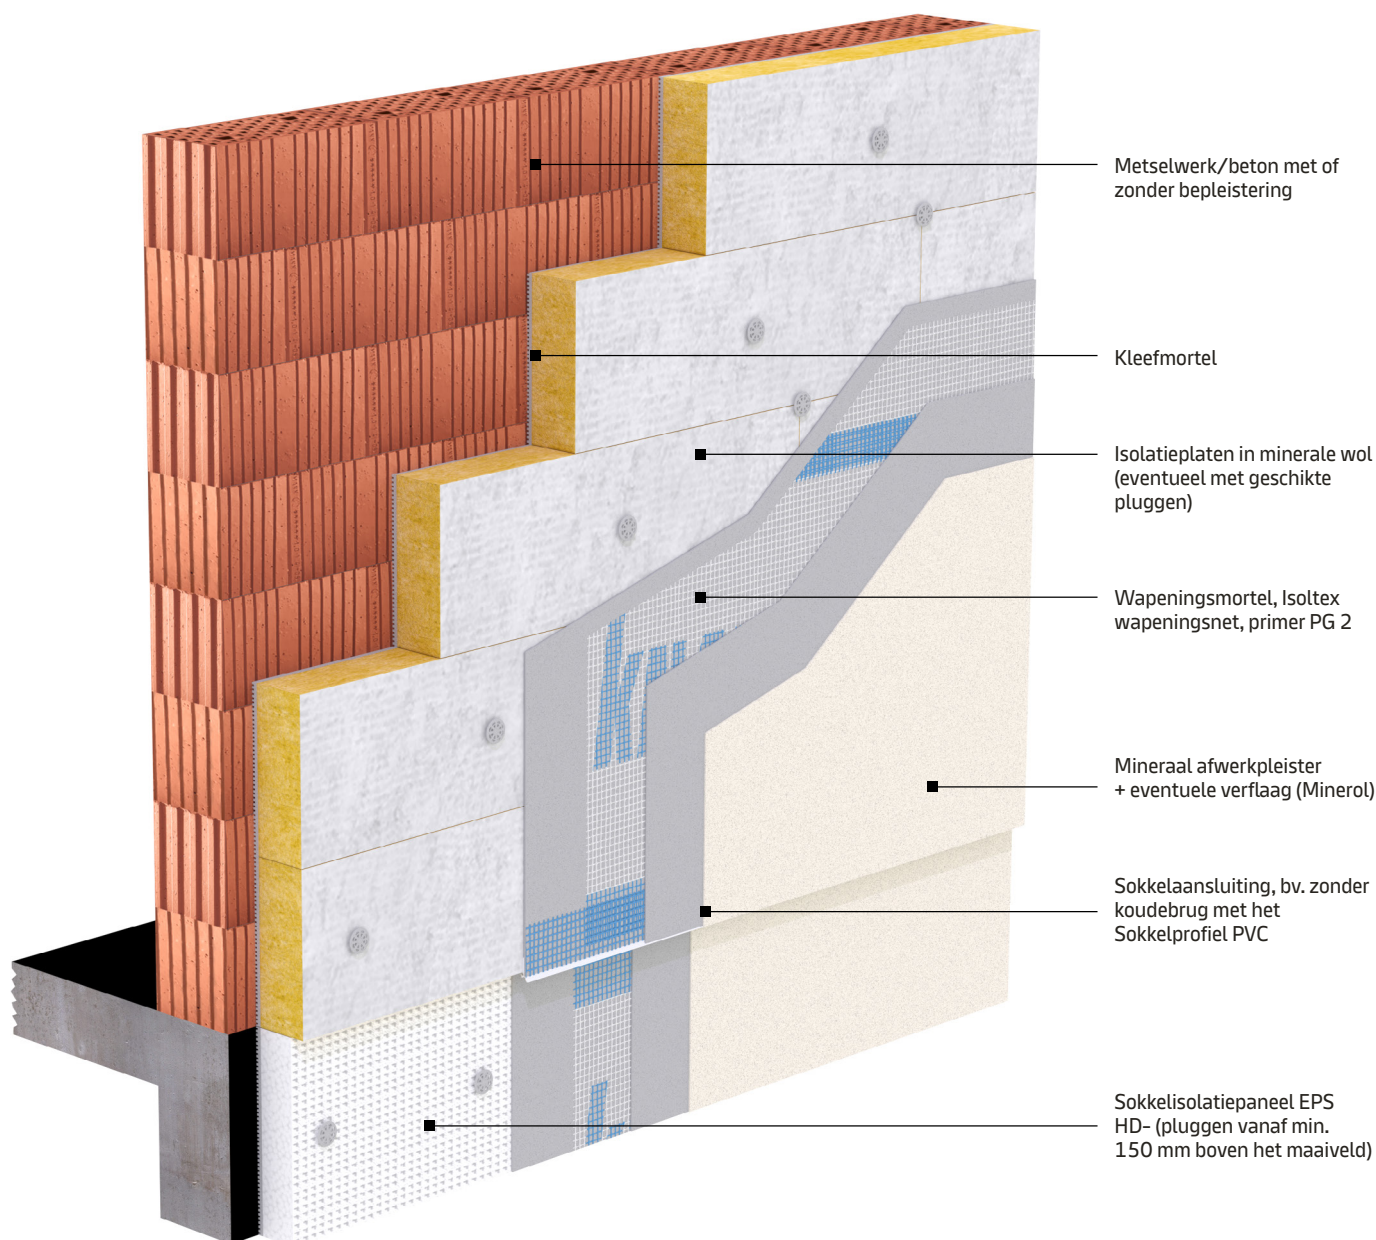 Metselwerk/beton met of
zonder bepleistering
Kleefmortel
Isolatieplaten in minerale wol
(eventueel met geschikte
pluggen)
Wapeningsmortel, Isoltex
wapeningsnet, primer PG 2
Mineraal afwerkpleister
+ eventuele verflaag (Minerol)
Sokkelaansluiting, bv. zonder
koudebrug met het
Sokkelprofiel PVC
Sokkelisolatiepaneel EPS
HD- (pluggen vanaf min.
150 mm boven het maaiveld)